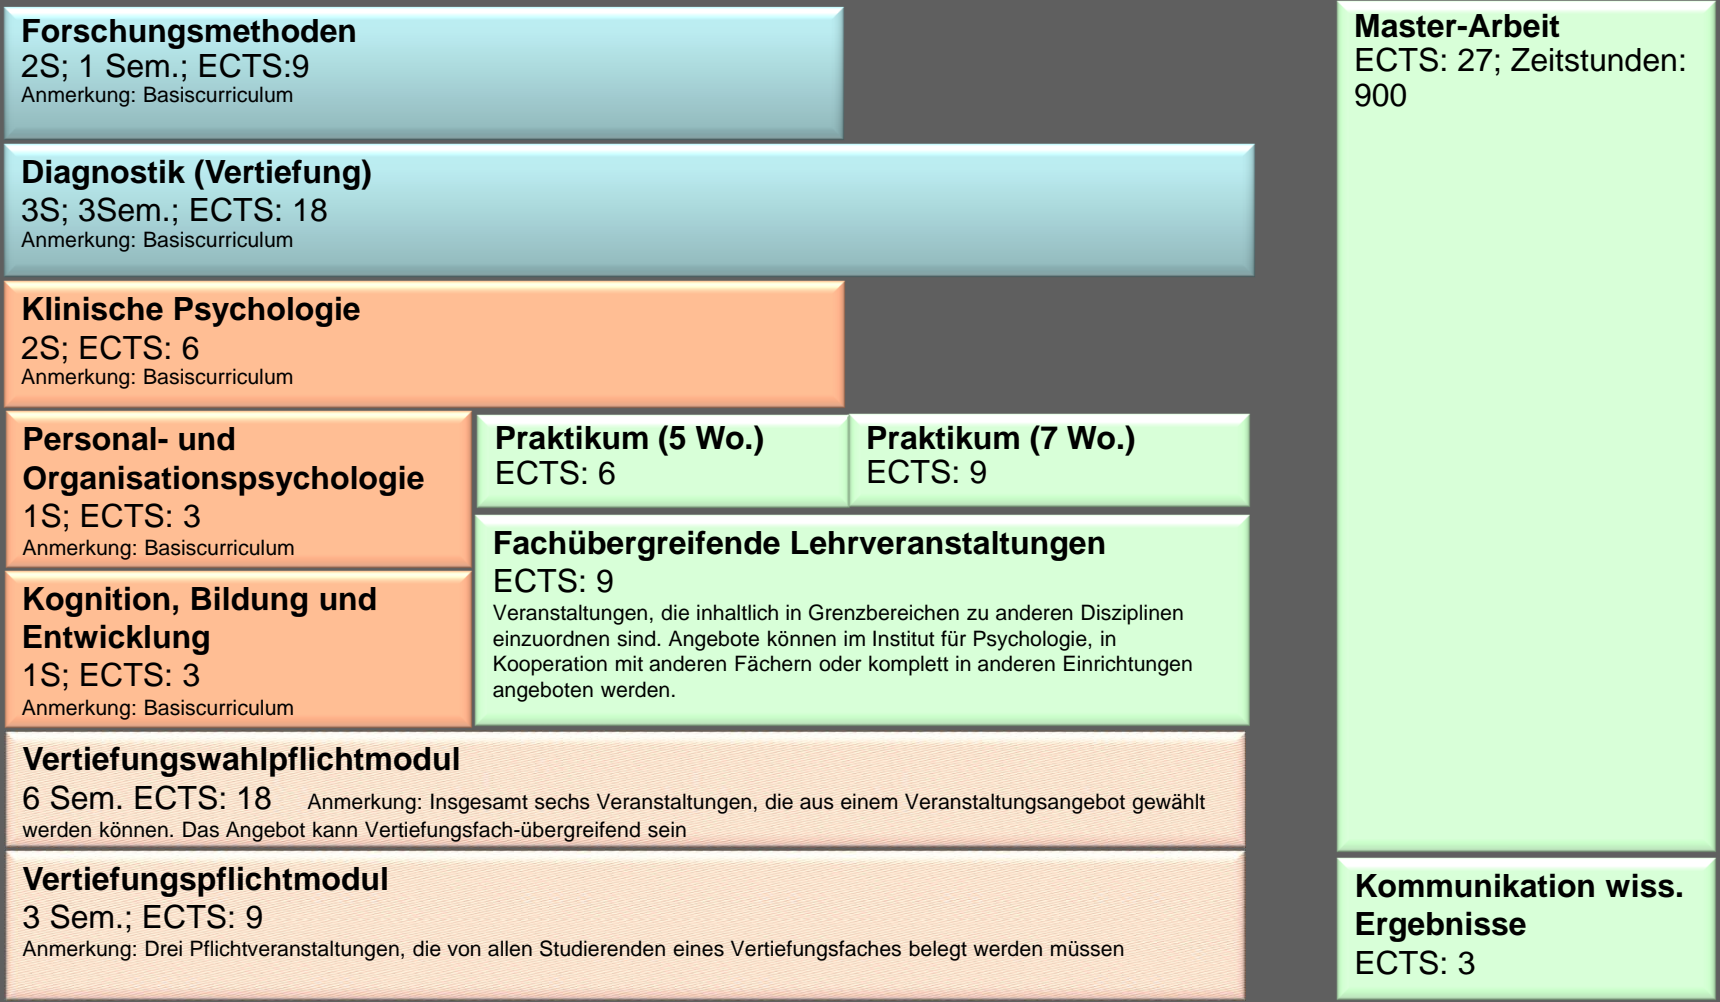 Forschungsmethoden
2S; 1 Sem.; ECTS:9
Anmerkung: Basiscurriculum
Diagnostik (Vertiefung)
3S; 3Sem.; ECTS: 18
Anmerkung: Basiscurriculum
Klinische Psychologie
2S; ECTS: 6
Anmerkung: Basiscurriculum
Personal- und
Organisationspsychologie
1S; ECTS: 3
Anmerkung: Basiscurriculum
Praktikum (5 Wo.)
ECTS: 6
Praktikum (7 Wo.)
ECTS: 9
Kognition, Bildung und
Entwicklung
1S; ECTS: 3
Anmerkung: Basiscurriculum
Fachübergreifende Lehrveranstaltungen
ECTS: 9
Veranstaltungen, die inhaltlich in Grenzbereichen zu anderen Disziplinen
einzuordnen sind. Angebote können im Institut für Psychologie, in
Kooperation mit anderen Fächern oder komplett in anderen Einrichtungen
angeboten werden.
Vertiefungswahlpflichtmodul
6 Sem. ECTS: 18 Anmerkung: Insgesamt sechs Veranstaltungen, die aus einem Veranstaltungsangebot gewählt
werden können. Das Angebot kann Vertiefungsfach-übergreifend sein
Vertiefungspflichtmodul
3 Sem.; ECTS: 9
Anmerkung: Drei Pflichtveranstaltungen, die von allen Studierenden eines Vertiefungsfaches belegt werden müssen
Master-Arbeit
ECTS: 27; Zeitstunden:
900
Kommunikation wiss.
Ergebnisse
ECTS: 3